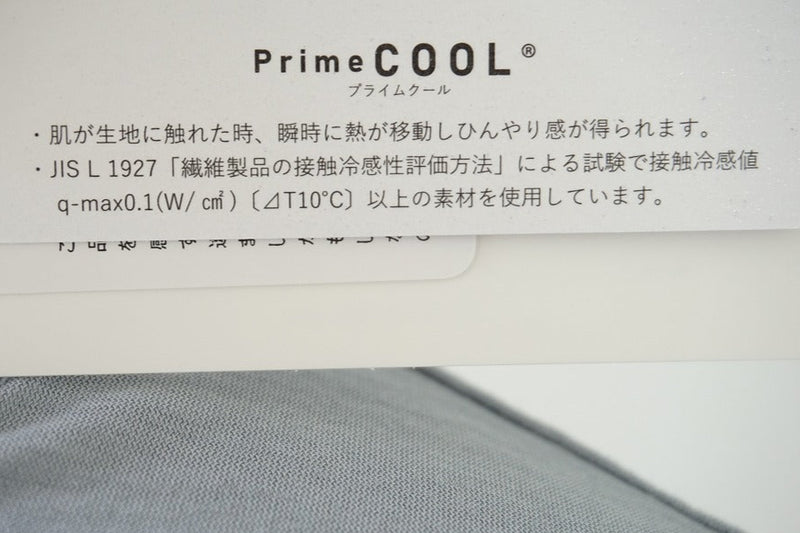 PrimeCOOL®
プライムクール
・肌が生地に触れた時、瞬時に熱が移動しひんやり感が得られます。
・JIS L 1927「繊維製品の接触冷感性評価方法」による試験で接触冷感値
q-max0.1(W/㎠)〔⊿T10℃〕以上の素材を使用しています。